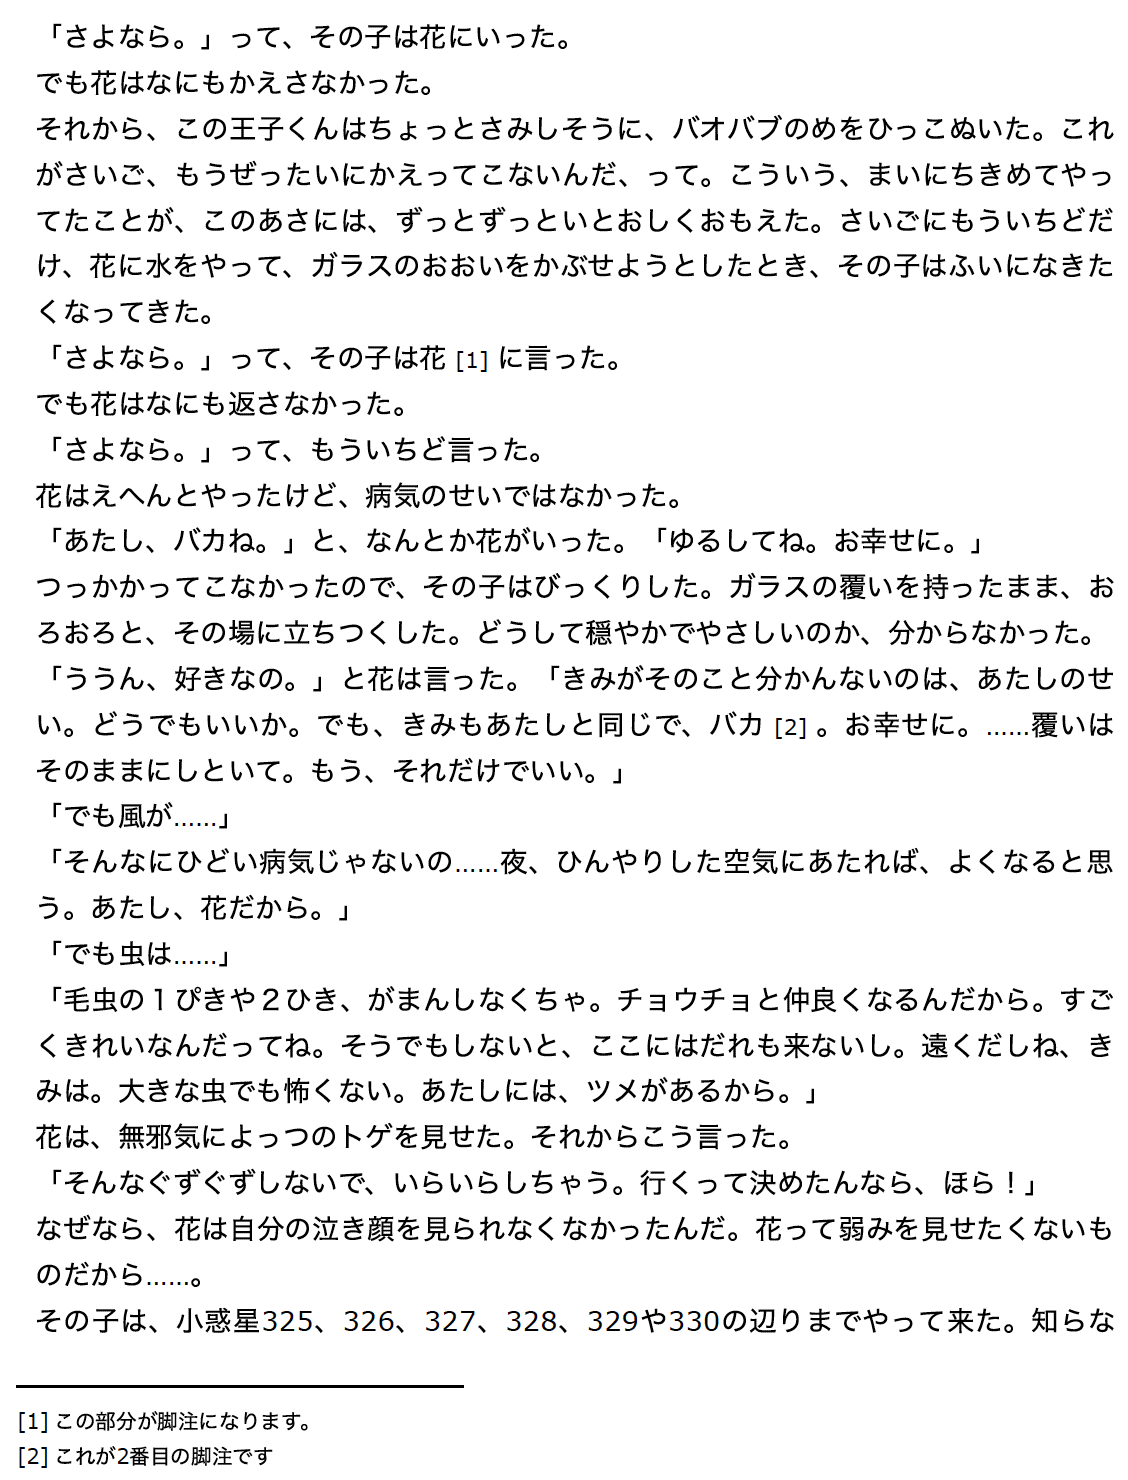 「さよなら。」って、その子は花にいった。
でも花はなにもかえさなかった。
それから、この王子くんはちょっとさみしそうに、バオバブのめをひっこぬいた。これ
がさいご、もうぜったいにかえってこないんだ、って。こういう、まいにちきめてやっ
てたことが、このあさには、ずっとずっといとおしくおもえた。さいごにもういちどだ
け、花に水をやって、ガラスのおおいをかぶせようとしたとき、その子はふいになきた
くなってきた。
「さよなら。」って、その子は花 [1] に言った。
でも花はなにも返さなかった。
「さよなら。」って、もういちど言った。
花はえへんとやったけど、病気のせいではなかった。
「あたし、バカね。」と、なんとか花がいった。「ゆるしてね。お幸せに。」
つっかかってこなかったので、その子はびっくりした。ガラスの覆いを持ったまま、お
ろおろと、その場に立ちつくした。どうして穏やかでやさしいのか、分からなかった。
「ううん、好きなの。」と花は言った。「きみがそのこと分かんないのは、あたしのせ
い。どうでもいいか。でも、きみもあたしと同じで、バカ [2] 。お幸せに。……覆いは
そのままにしといて。もう、それだけでいい。」
「でも風が……」
「そんなにひどい病気じゃないの……夜、ひんやりした空気にあたれば、よくなると思
う。あたし、花だから。」
「でも虫は……」
「毛虫の１ぴきや２ひき、がまんしなくちゃ。チョウチョと仲良くなるんだから。すご
くきれいなんだってね。そうでもしないと、ここにはだれも来ないし。遠くだしね、き
みは。大きな虫でも怖くない。あたしには、ツメがあるから。」
花は、無邪気によっつのトゲを見せた。それからこう言った。
「そんなぐずぐずしないで、いらいらしちゃう。行くって決めたんなら、ほら！」
なぜなら、花は自分の泣き顔を見られなくなかったんだ。花って弱みを見せたくないも
のだから……。
その子は、小惑星325、326、327、328、329や330の辺りまでやって来た。知らな
[1] この部分が脚注になります。
[2] これが2番目の脚注です